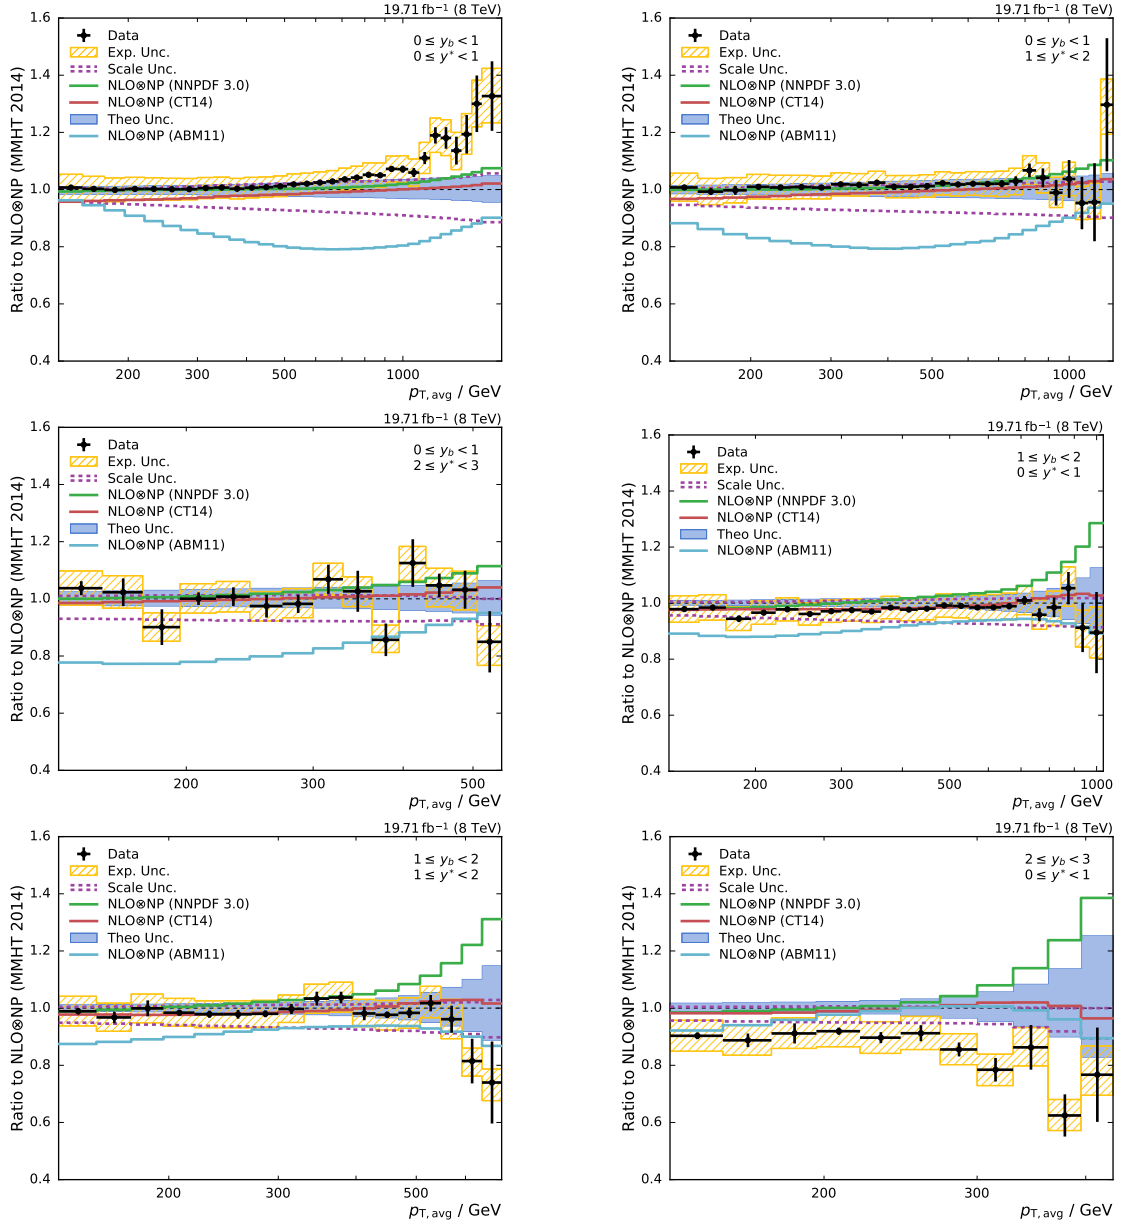 19.71 fb⁻¹ (8 TeV)
Ratio to NLO⊗NP (MMHT 2014)
1.6
1.4
1.2
1.0
0.8
0.6
0.4
Data
Exp. Unc.
Scale Unc.
NLO⊗NP (NNPDF 3.0)
NLO⊗NP (CT14)
Theo Unc.
NLO⊗NP (ABM11)
0 ≤ y_b < 1
0 ≤ y* < 1
200 300 500 1000
p_T,avg / GeV
19.71 fb⁻¹ (8 TeV)
Ratio to NLO⊗NP (MMHT 2014)
1.6
1.4
1.2
1.0
0.8
0.6
0.4
Data
Exp. Unc.
Scale Unc.
NLO⊗NP (NNPDF 3.0)
NLO⊗NP (CT14)
Theo Unc.
NLO⊗NP (ABM11)
0 ≤ y_b < 1
1 ≤ y* < 2
200 300 500 1000
p_T,avg / GeV
19.71 fb⁻¹ (8 TeV)
Ratio to NLO⊗NP (MMHT 2014)
1.6
1.4
1.2
1.0
0.8
0.6
0.4
Data
Exp. Unc.
Scale Unc.
NLO⊗NP (NNPDF 3.0)
NLO⊗NP (CT14)
Theo Unc.
NLO⊗NP (ABM11)
0 ≤ y_b < 1
2 ≤ y* < 3
200 300 500
p_T,avg / GeV
19.71 fb⁻¹ (8 TeV)
Ratio to NLO⊗NP (MMHT 2014)
1.6
1.4
1.2
1.0
0.8
0.6
0.4
Data
Exp. Unc.
Scale Unc.
NLO⊗NP (NNPDF 3.0)
NLO⊗NP (CT14)
Theo Unc.
NLO⊗NP (ABM11)
1 ≤ y_b < 2
0 ≤ y* < 1
200 300 500 1000
p_T,avg / GeV
19.71 fb⁻¹ (8 TeV)
Ratio to NLO⊗NP (MMHT 2014)
1.6
1.4
1.2
1.0
0.8
0.6
0.4
Data
Exp. Unc.
Scale Unc.
NLO⊗NP (NNPDF 3.0)
NLO⊗NP (CT14)
Theo Unc.
NLO⊗NP (ABM11)
1 ≤ y_b < 2
1 ≤ y* < 2
200 300 500
p_T,avg / GeV
19.71 fb⁻¹ (8 TeV)
Ratio to NLO⊗NP (MMHT 2014)
1.6
1.4
1.2
1.0
0.8
0.6
0.4
Data
Exp. Unc.
Scale Unc.
NLO⊗NP (NNPDF 3.0)
NLO⊗NP (CT14)
Theo Unc.
NLO⊗NP (ABM11)
2 ≤ y_b < 3
0 ≤ y* < 1
200 300
p_T,avg / GeV